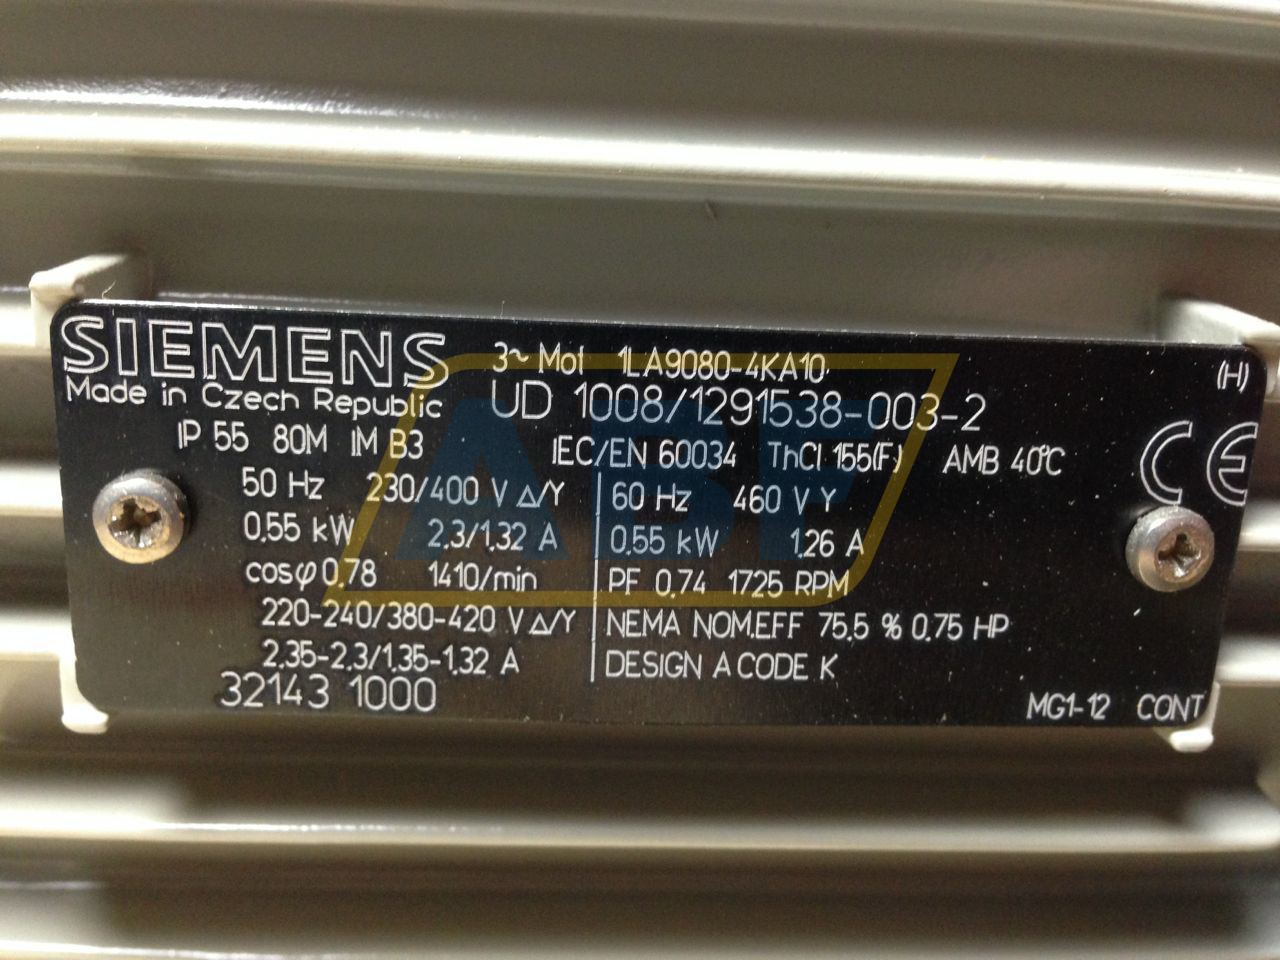 SIEMENS
3~ Mot 1LA9080-4KA10
(H)
Made in Czech Republic
UD 1008/1291538-003-2
IP 55 80M IM B3
IEC/EN 60034 ThCl 155(F) AMB 40°C
CE
50 Hz 230/400 V Δ/Y
60 Hz 460 V Y
0.55 kW 2.3/1.32 A
0.55 kW 1.26 A
cosφ 0.78 1410/min
PF 0.74 1725 RPM
220-240/380-420 V Δ/Y
NEMA NOM.EFF 75.5 % 0.75 HP
2.35-2.3/1.35-1.32 A
DESIGN A CODE K
32143 1000
MG1-12 CONT
ABF